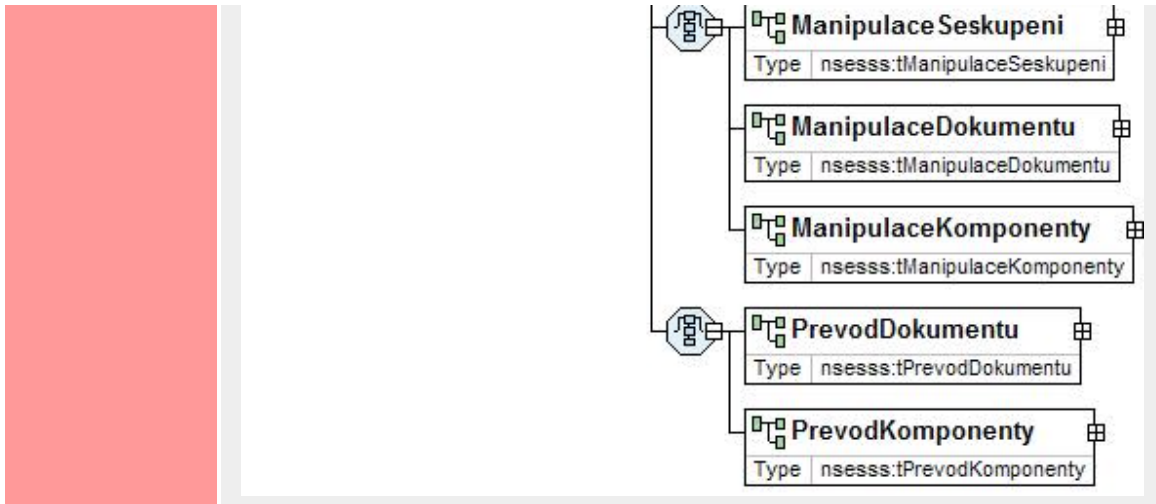 ManipulaceSeskupeni
Type nsesss:tManipulaceSeskupeni
ManipulaceDokumentu
Type nsesss:tManipulaceDokumentu
ManipulaceKomponenty
Type nsesss:tManipulaceKomponenty
PrevodDokumentu
Type nsesss:tPrevodDokumentu
PrevodKomponenty
Type nsesss:tPrevodKomponenty